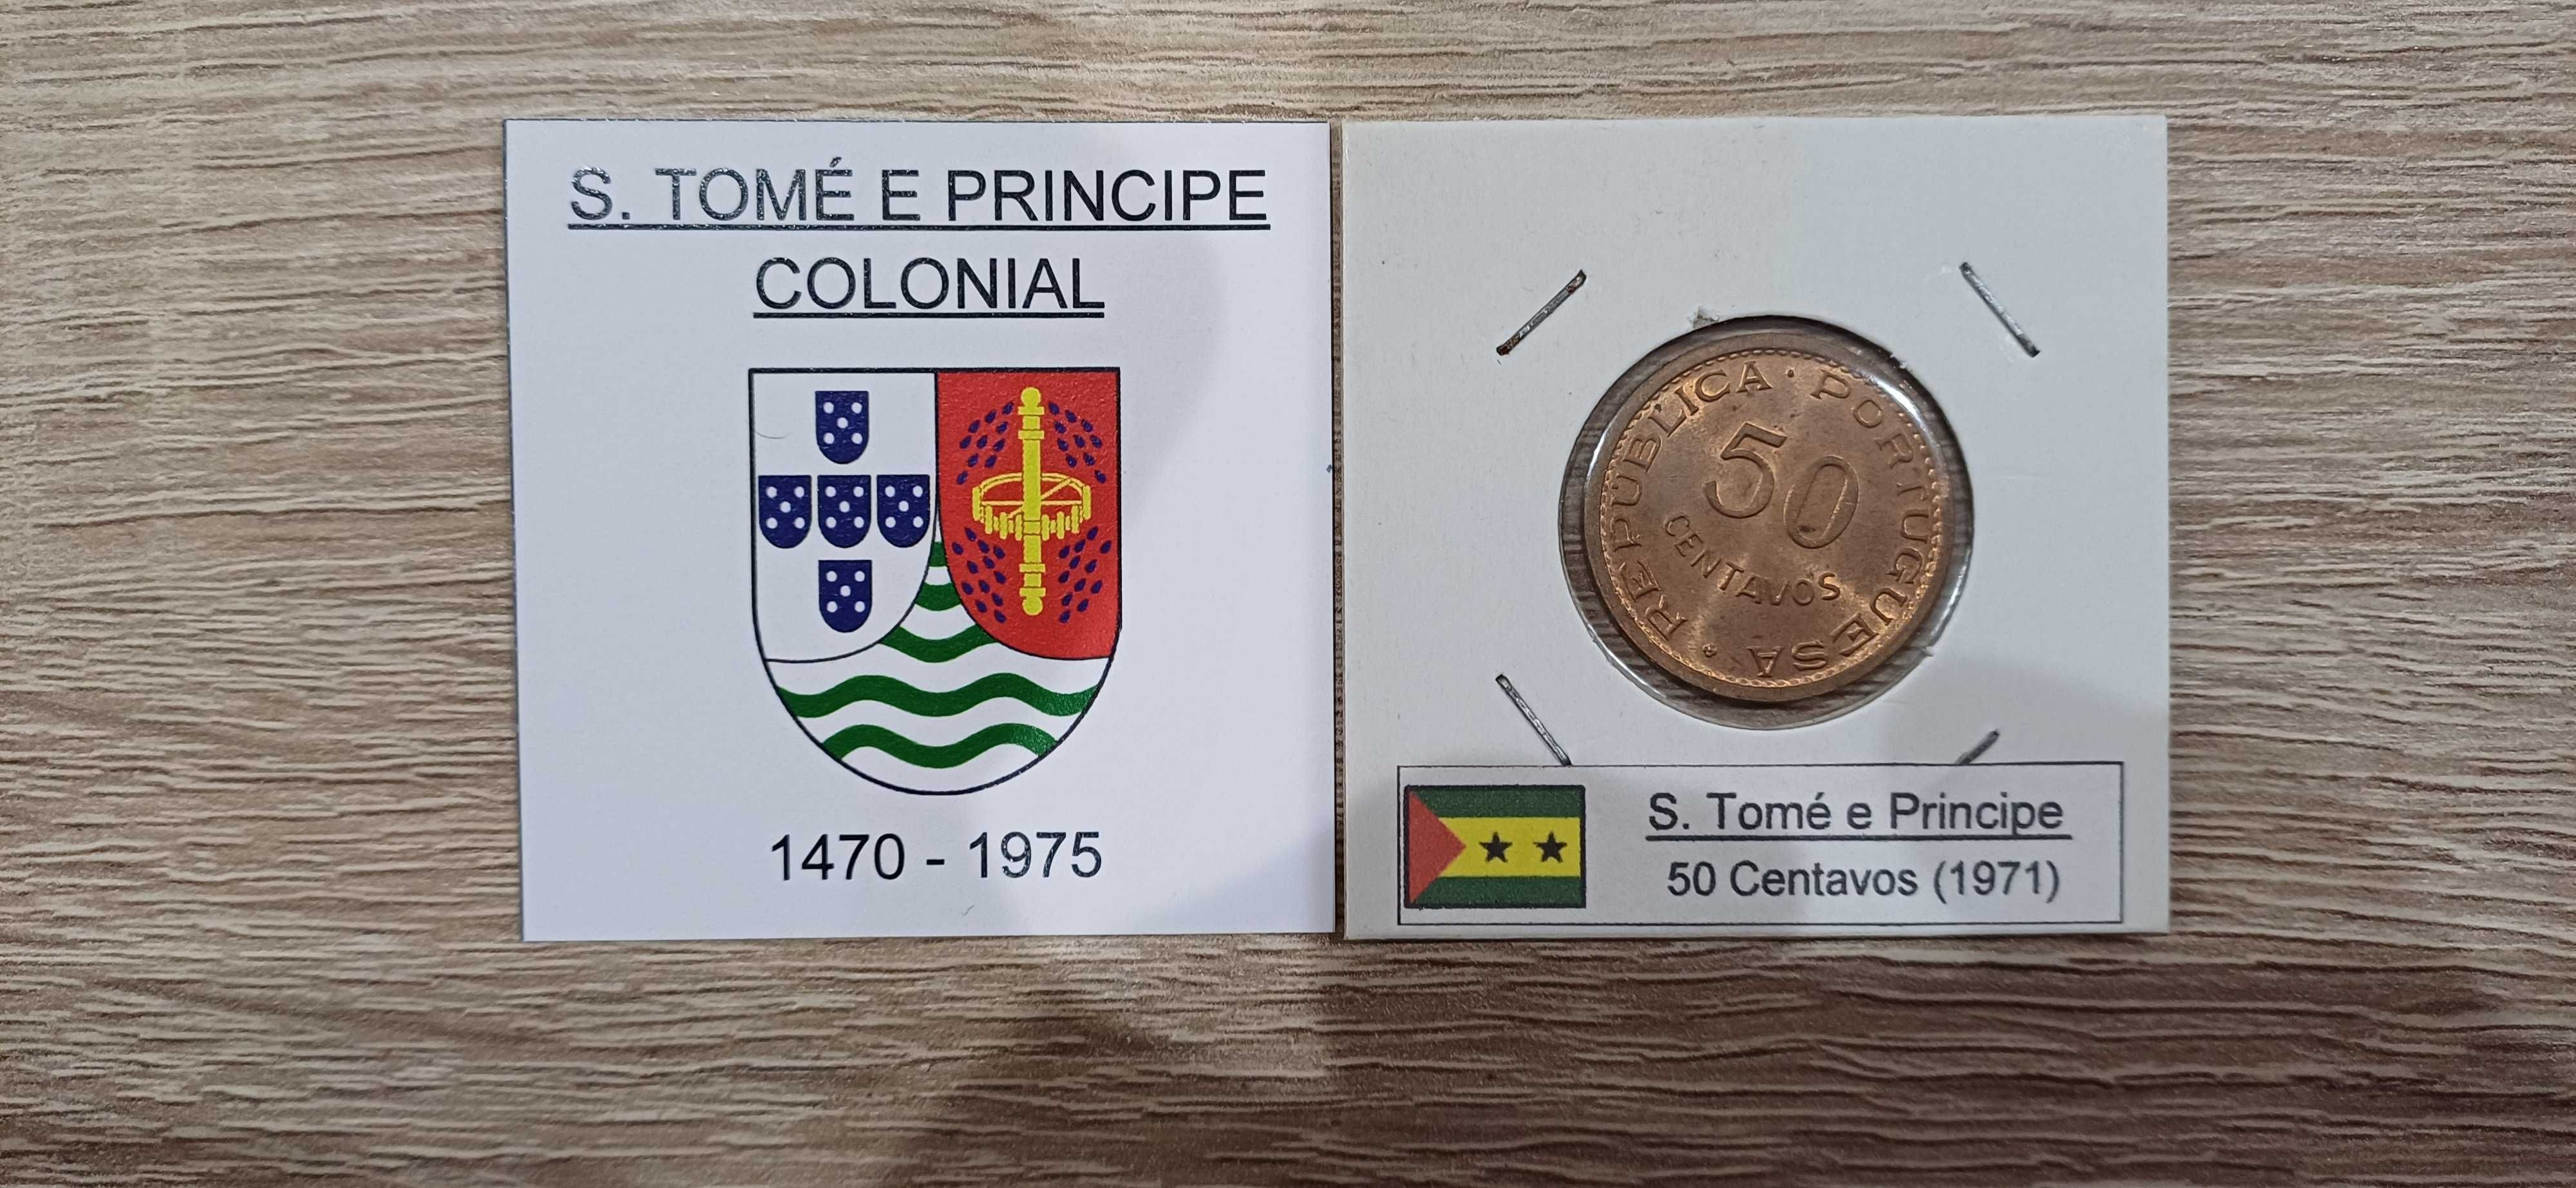 S. TOMÉ E PRINCIPE
COLONIAL
1470 - 1975
REPÚBLICA · PORTUGUESA
50
CENTAVOS
S. Tomé e Principe
50 Centavos (1971)